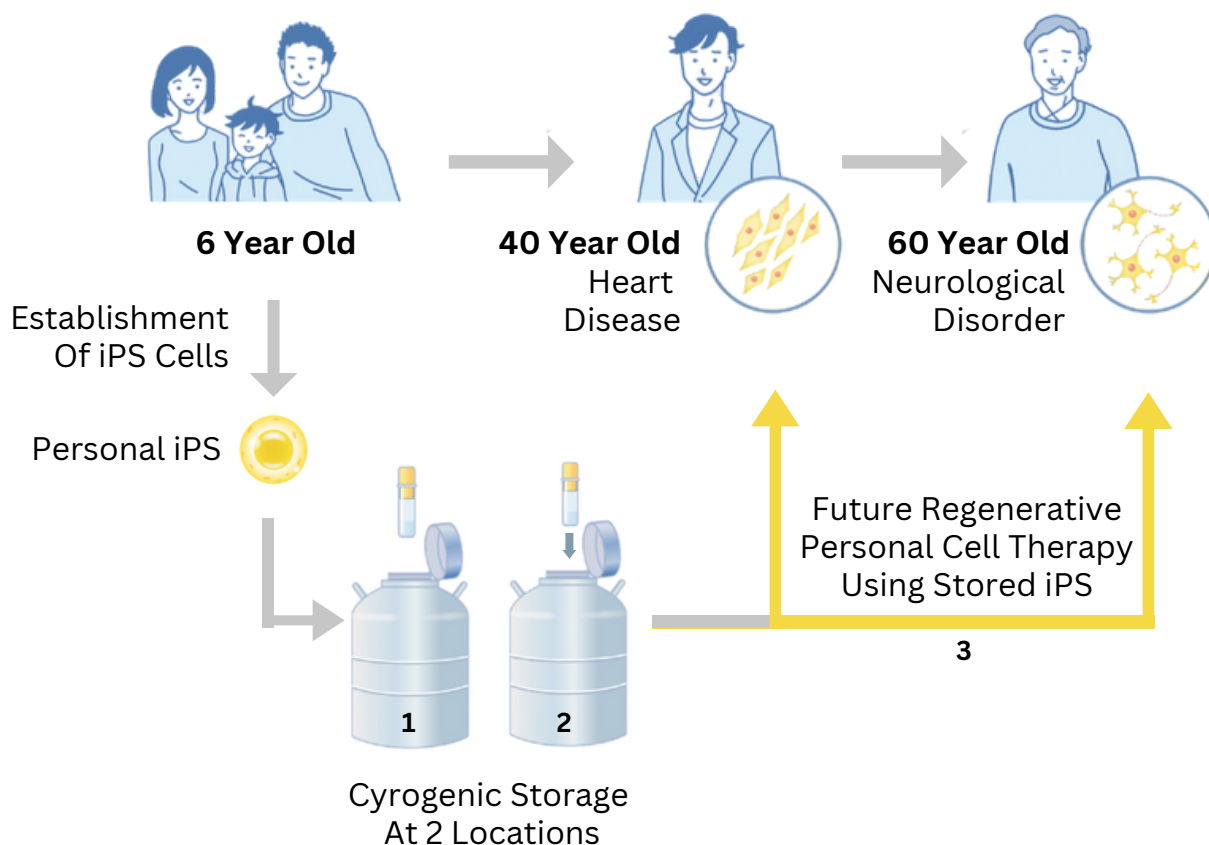 6 Year Old
40 Year Old
Heart
Disease
60 Year Old
Neurological
Disorder
Establishment
Of iPS Cells
Personal iPS
Future Regenerative
Personal Cell Therapy
Using Stored iPS
3
1
2
Cyrogenic Storage
At 2 Locations